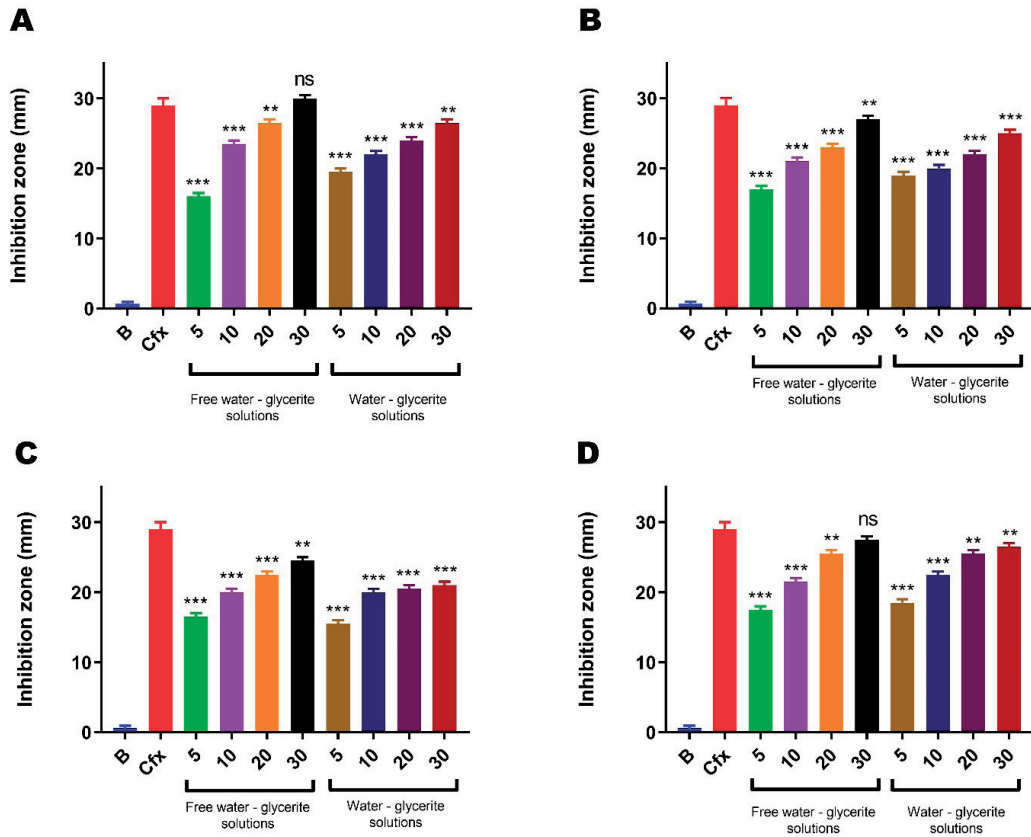 A
Inhibition zone (mm)
30
20
10
0
ns
**
***
***
**
***
***
***
B
Cfx
5
10
20
30
5
10
20
30
Free water - glycerite
solutions
Water - glycerite
solutions
B
Inhibition zone (mm)
30
20
10
0
**
***
***
***
***
***
***
***
B
Cfx
5
10
20
30
5
10
20
30
Free water - glycerite
solutions
Water - glycerite
solutions
C
Inhibition zone (mm)
30
20
10
0
**
***
***
***
***
***
***
***
B
Cfx
5
10
20
30
5
10
20
30
Free water - glycerite
solutions
Water - glycerite
solutions
D
Inhibition zone (mm)
30
20
10
0
ns
**
***
***
**
**
***
***
B
Cfx
5
10
20
30
5
10
20
30
Free water - glycerite
solutions
Water - glycerite
solutions